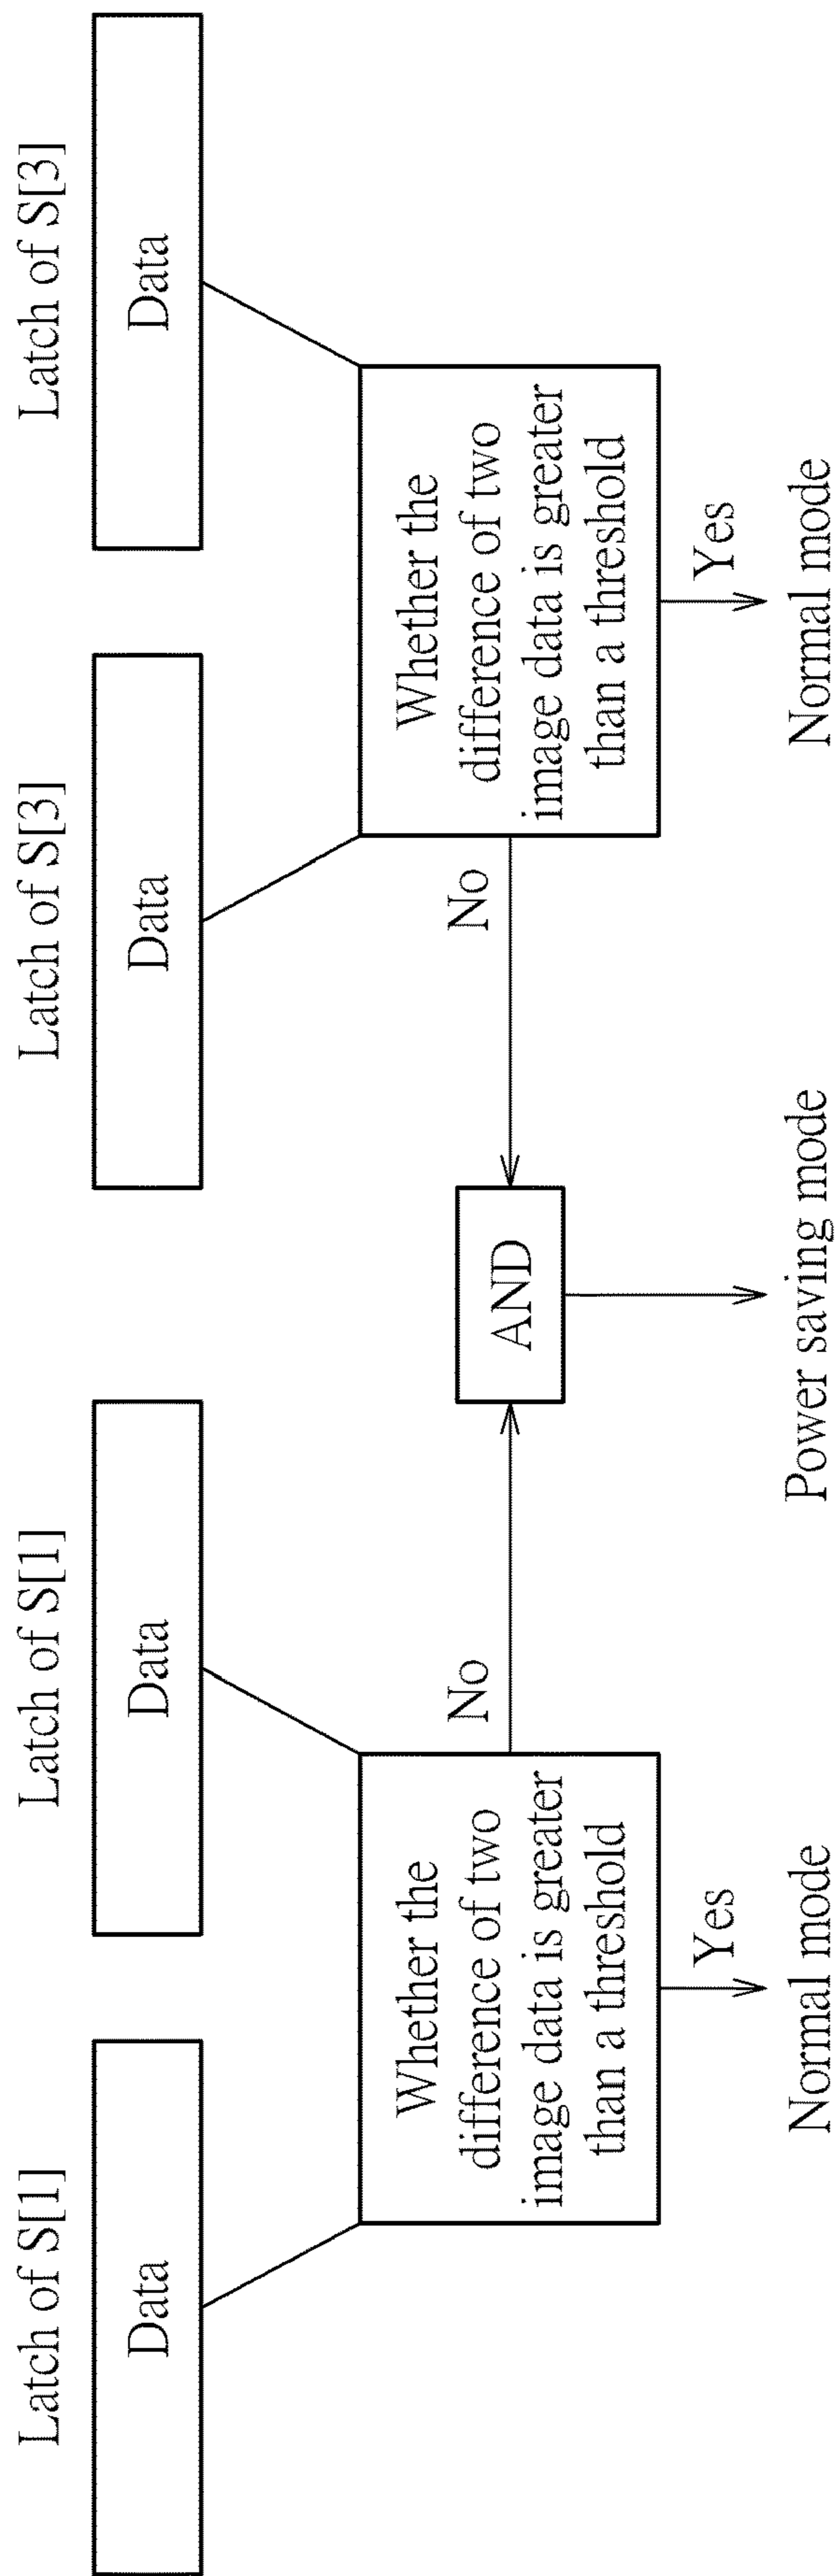 Latch of S[1]
Latch of S[1]
Latch of S[3]
Latch of S[3]
Data
Data
Data
Data
Whether the
difference of two
image data is greater
than a threshold
No
AND
No
Whether the
difference of two
image data is greater
than a threshold
Yes
Yes
Normal mode
Power saving mode
Normal mode